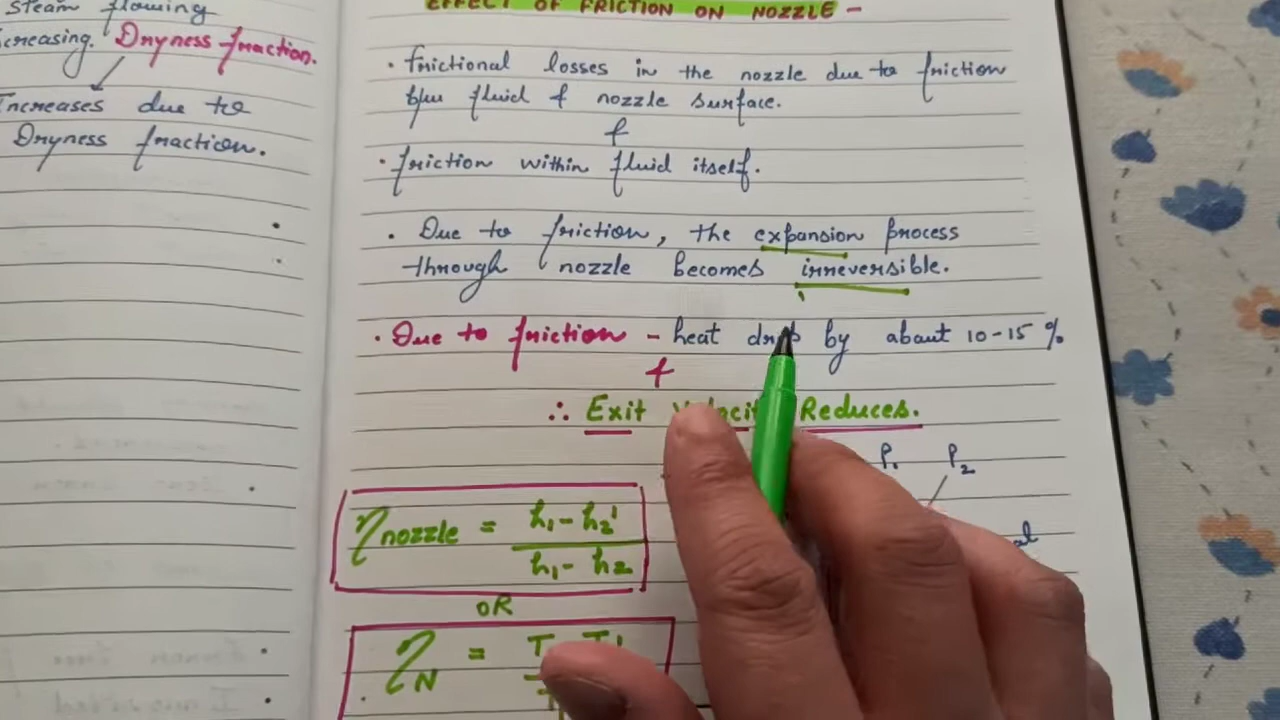 steam flowing
creasing. Dryness fraction.
Increases due to
Dryness fraction.
EFFECT OF FRICTION ON NOZZLE -
• frictional losses in the nozzle due to friction
b/w fluid & nozzle surface.
&
• friction within fluid itself.
• Due to friction, the expansion process
through nozzle becomes irreversible.
• Due to friction - heat drop by about 10-15 %
&
∴ Exit Velocity Reduces.
P₁ P₂
η nozzle = h₁ - h₂' / h₁ - h₂
OR
η N =